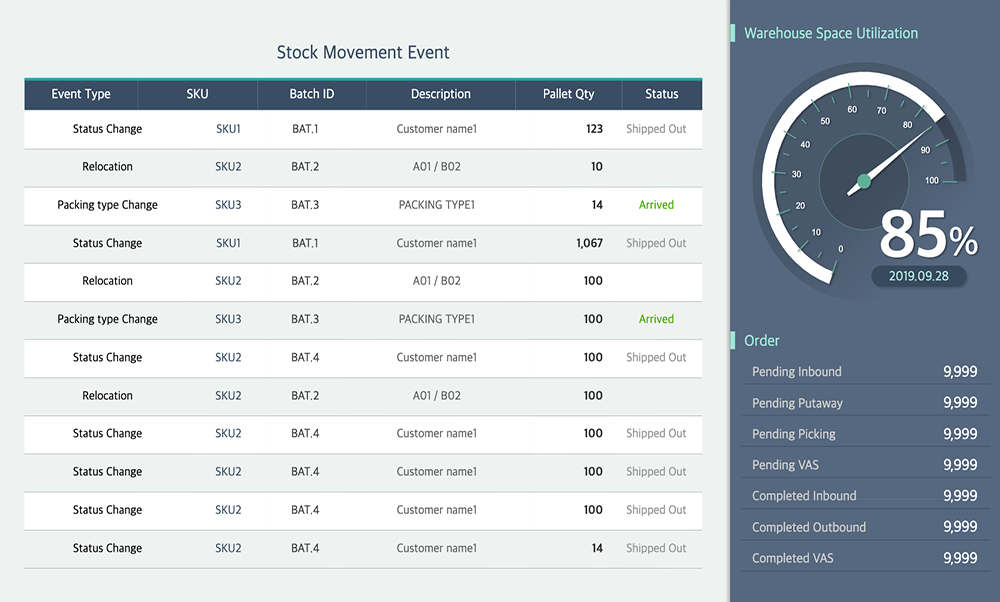 Stock Movement Event
Event Type SKU Batch ID Description Pallet Qty Status
Status Change SKU1 BAT.1 Customer name1 123 Shipped Out
Relocation SKU2 BAT.2 A01 / B02 10
Packing type Change SKU3 BAT.3 PACKING TYPE1 14 Arrived
Status Change SKU1 BAT.1 Customer name1 1,067 Shipped Out
Relocation SKU2 BAT.2 A01 / B02 100
Packing type Change SKU3 BAT.3 PACKING TYPE1 100 Arrived
Status Change SKU2 BAT.4 Customer name1 100 Shipped Out
Relocation SKU2 BAT.2 A01 / B02 100
Status Change SKU2 BAT.4 Customer name1 100 Shipped Out
Status Change SKU2 BAT.4 Customer name1 100 Shipped Out
Status Change SKU2 BAT.4 Customer name1 100 Shipped Out
Status Change SKU2 BAT.4 Customer name1 14 Shipped Out
Warehouse Space Utilization
0
10
20
30
40
50
60
70
80
90
100
85%
2019.09.28
Order
Pending Inbound 9,999
Pending Putaway 9,999
Pending Picking 9,999
Pending VAS 9,999
Completed Inbound 9,999
Completed Outbound 9,999
Completed VAS 9,999